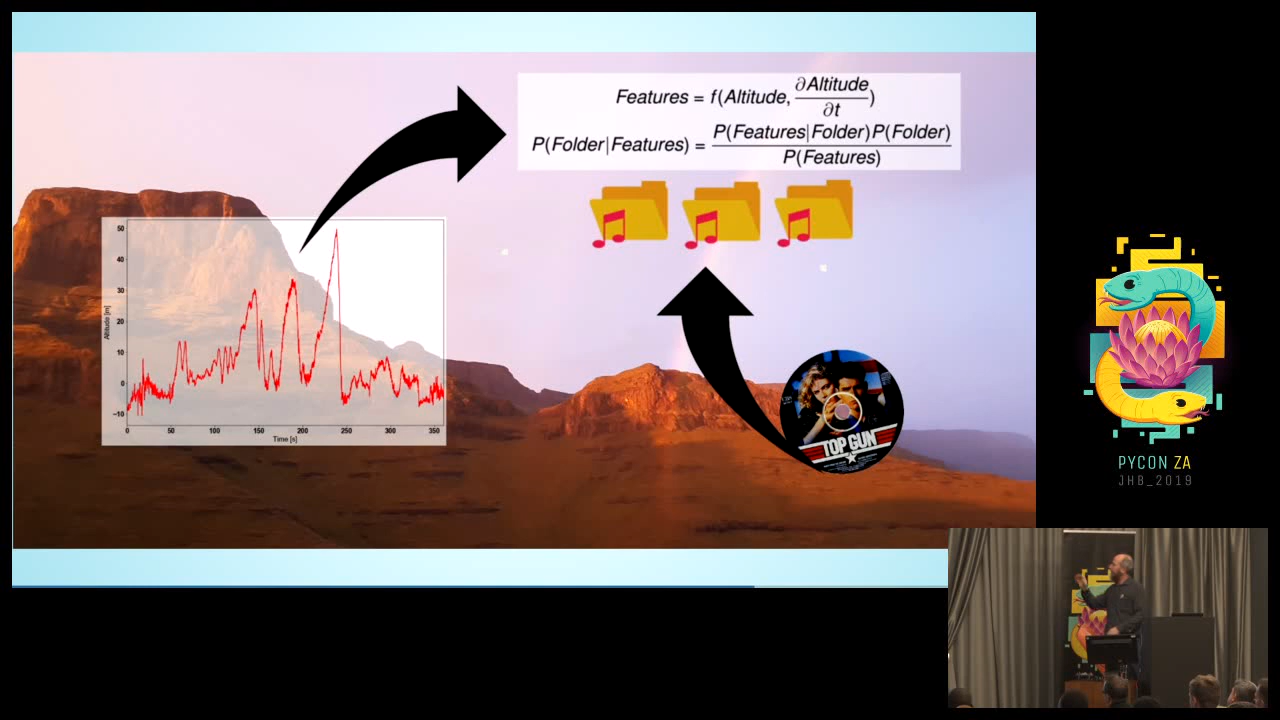 Features = f(Altitude, ∂Altitude/∂t)
P(Folder|Features) = P(Features|Folder)P(Folder)/P(Features)
50
40
30
20
10
0
−10
Altitude [m]
0 50 100 150 200 250 300 350
Time [s]
TOP GUN
PYCON ZA
JHB_2019